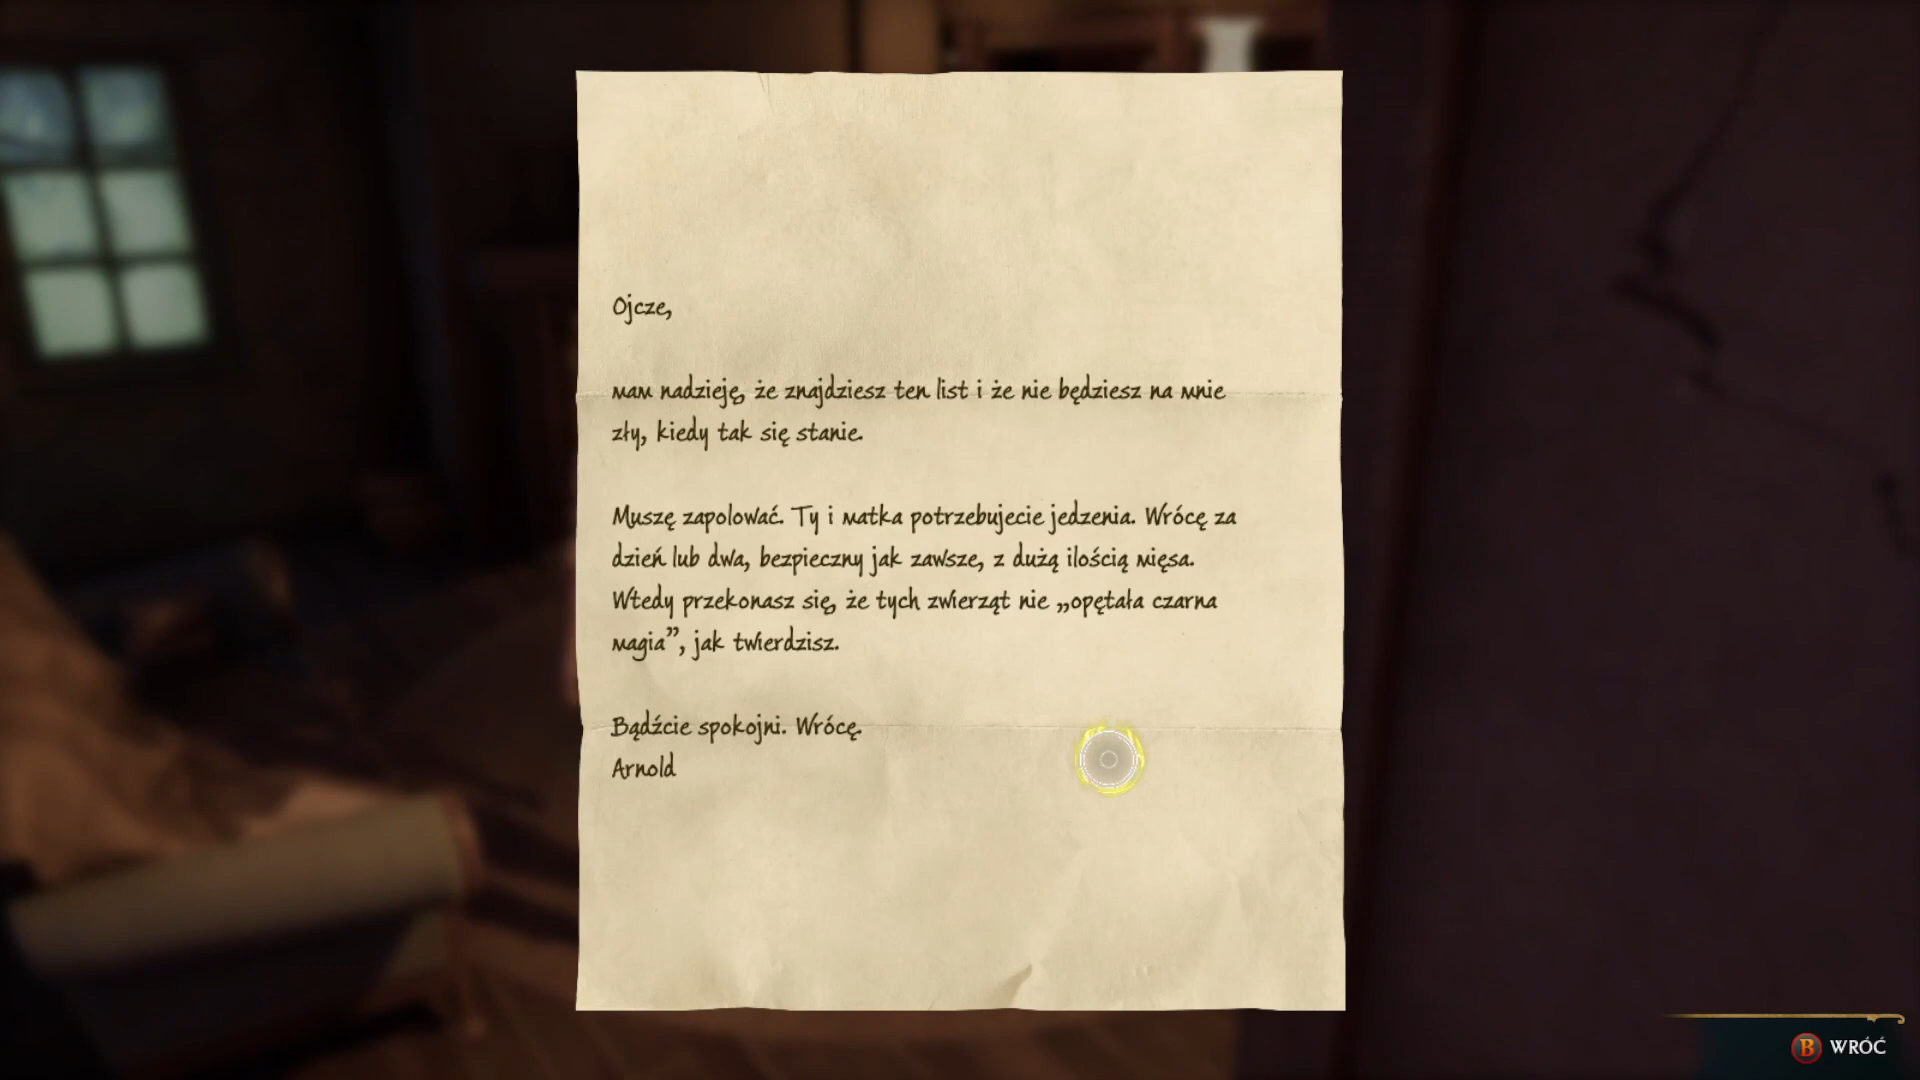 Ojcze,
mam nadzieję, że znajdziesz ten list i że nie będziesz na mnie
zły, kiedy tak się stanie.
Muszę zapolować. Ty i matka potrzebujecie jedzenia. Wrócę za
dzień lub dwa, bezpieczny jak zawsze, z dużą ilością mięsa.
Wtedy przekonasz się, że tych zwierząt nie „opętała czarna
magia”, jak twierdzisz.
Bądźcie spokojni. Wrócę.
Arnold
B WRÓĆ